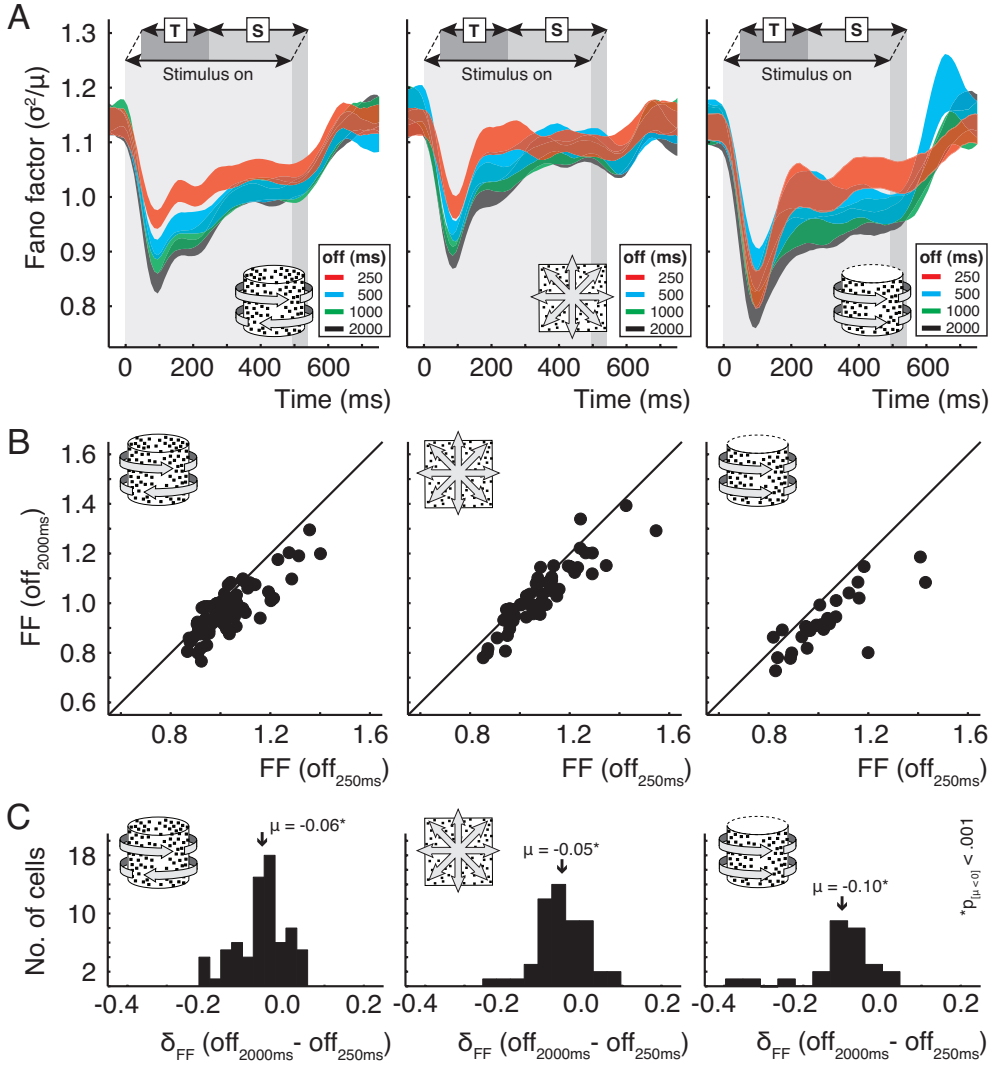 A
T S
Stimulus on
T S
Stimulus on
T S
Stimulus on
Fano factor (σ²/μ)
1.3
1.2
1.1
1.0
0.9
0.8
off (ms)
250
500
1000
2000
off (ms)
250
500
1000
2000
off (ms)
250
500
1000
2000
0 200 400 600
0 200 400 600
0 200 400 600
Time (ms)
Time (ms)
Time (ms)
B
FF (off2000ms)
1.6
1.4
1.2
1.0
0.8
0.6
0.8 1.2 1.6
0.8 1.2 1.6
0.8 1.2 1.6
FF (off250ms)
FF (off250ms)
FF (off250ms)
C
No. of cells
18
10
2
μ = -0.06*
μ = -0.05*
μ = -0.10*
*p[μ < 0] < .001
-0.4 -0.2 0.0 0.2
-0.4 -0.2 0.0 0.2
-0.4 -0.2 0.0 0.2
δFF (off2000ms- off250ms)
δFF (off2000ms- off250ms)
δFF (off2000ms- off250ms)